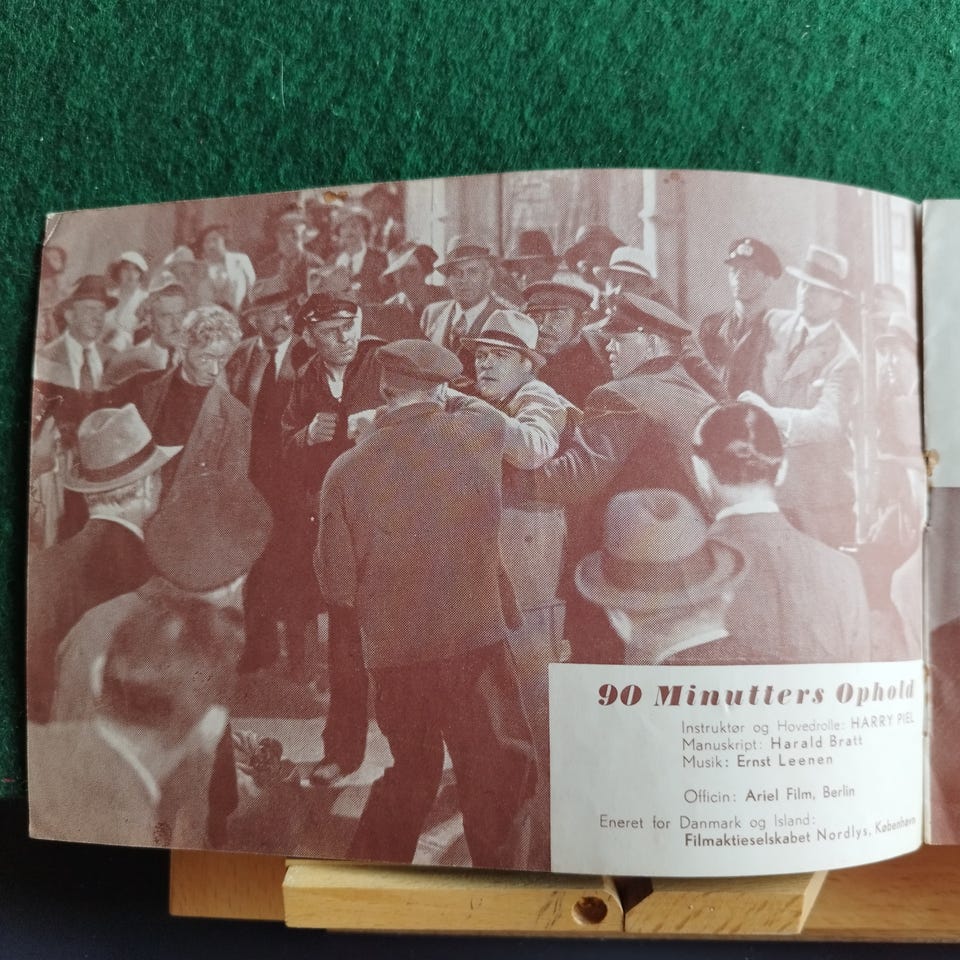 90 Minutters Ophold
Instruktør og Hovedrolle: HARRY PIEL
Manuskript: Harald Bratt
Musik: Ernst Leenen
Officin: Ariel Film, Berlin
Eneret for Danmark og Island:
Filmaktieselskabet Nordlys, København